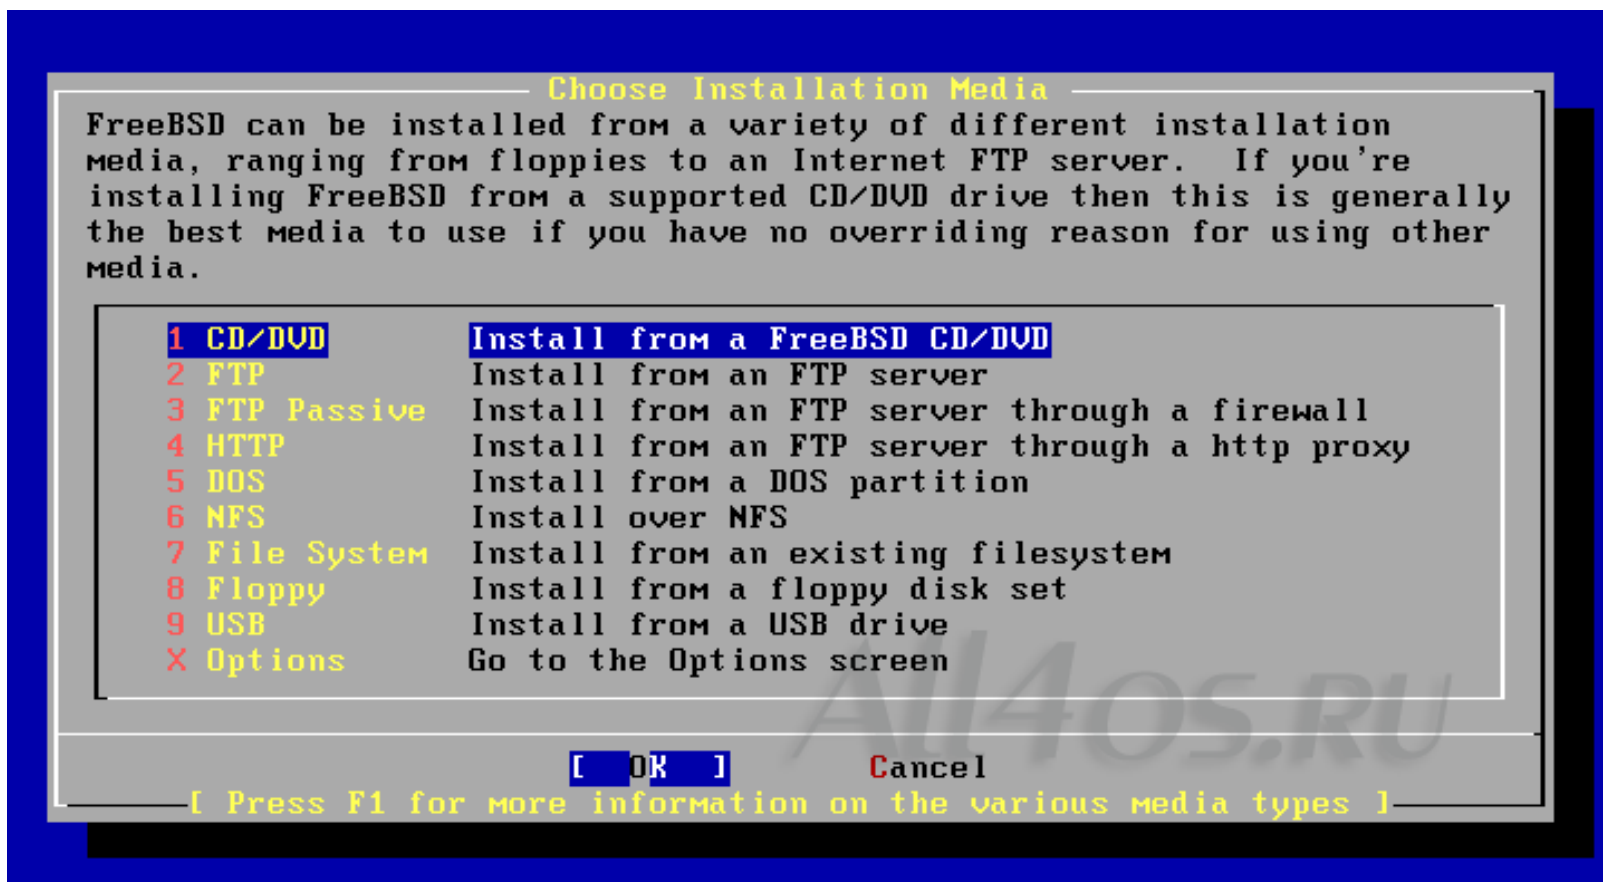 Choose Installation Media
FreeBSD can be installed from a variety of different installation
media, ranging from floppies to an Internet FTP server.  If you're
installing FreeBSD from a supported CD/DVD drive then this is generally
the best media to use if you have no overriding reason for using other
media.
1 CD/DVD Install from a FreeBSD CD/DVD
2 FTP Install from an FTP server
3 FTP Passive Install from an FTP server through a firewall
4 HTTP Install from an FTP server through a http proxy
5 DOS Install from a DOS partition
6 NFS Install over NFS
7 File System Install from an existing filesystem
8 Floppy Install from a floppy disk set
9 USB Install from a USB drive
X Options Go to the Options screen
All4os.RU
[ OK ] Cancel
[ Press F1 for more information on the various media types ]